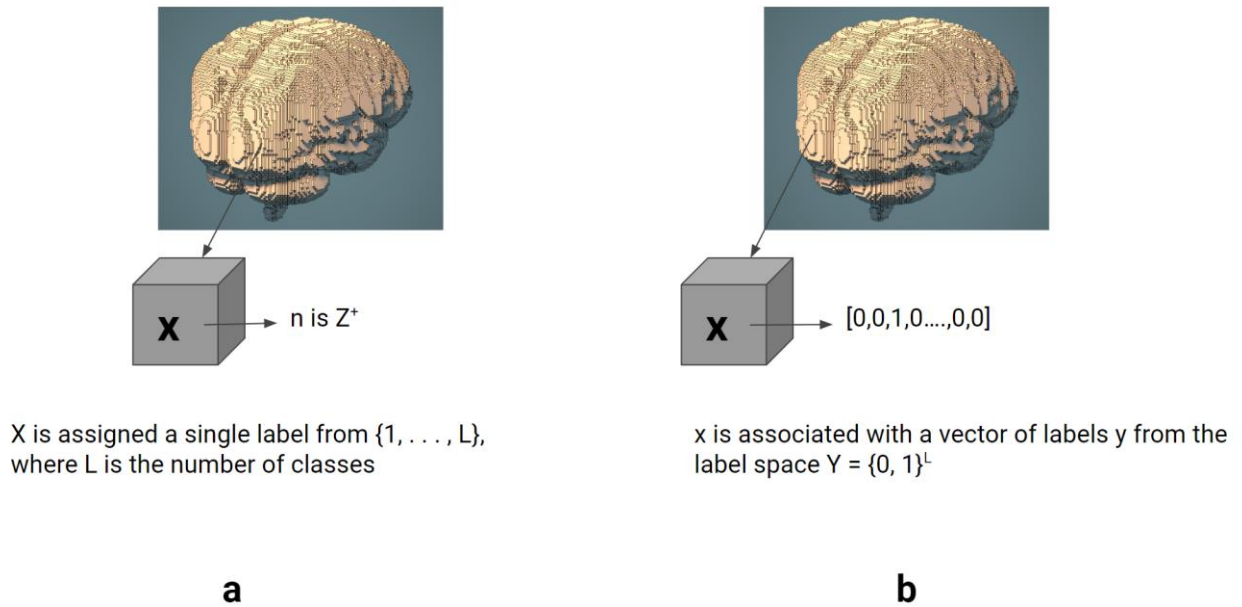 X
n is Z⁺
X is assigned a single label from {1, . . . , L},
where L is the number of classes
a
X
[0,0,1,0....,0,0]
x is associated with a vector of labels y from the
label space Y = {0, 1}ᴸ
b